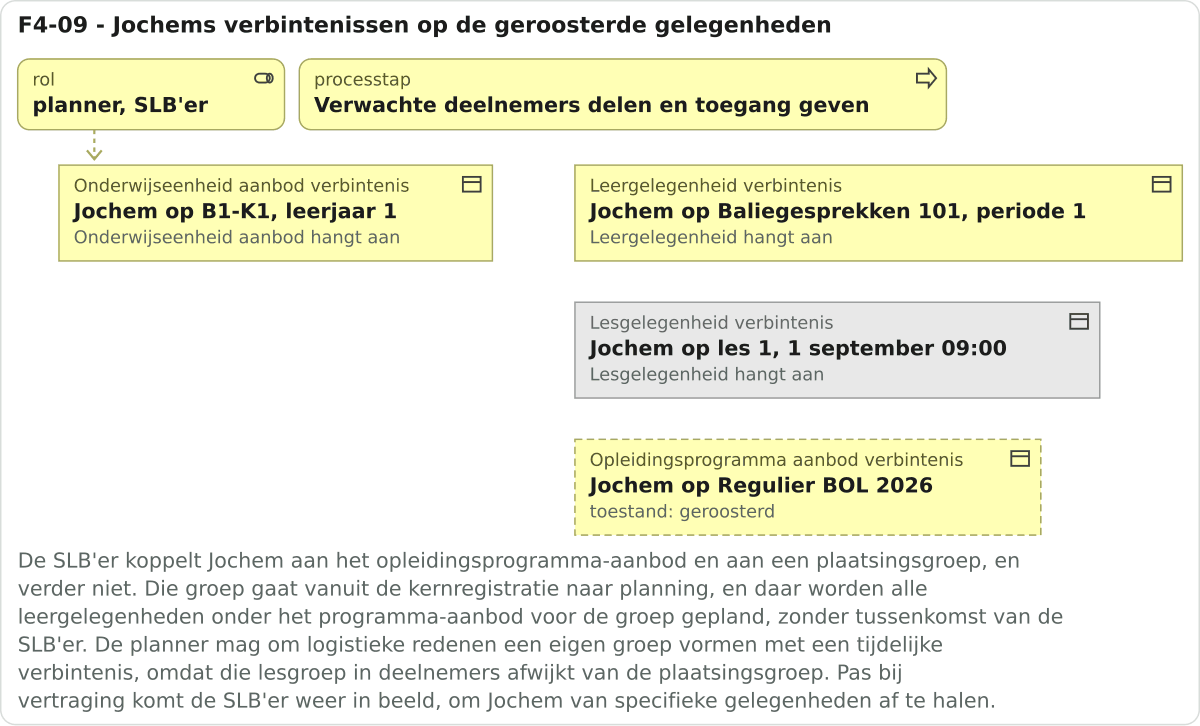 F4-09 - Jochems verbintenissen op de geroosterde gelegenheden
rol
planner, SLB'er
processtap
Verwachte deelnemers delen en toegang geven
Onderwijseenheid aanbod verbintenis
Jochem op B1-K1, leerjaar 1
Onderwijseenheid aanbod hangt aan
Leergelegenheid verbintenis
Jochem op Baliegesprekken 101, periode 1
Leergelegenheid hangt aan
Lesgelegenheid verbintenis
Jochem op les 1, 1 september 09:00
Lesgelegenheid hangt aan
Opleidingsprogramma aanbod verbintenis
Jochem op Regulier BOL 2026
toestand: geroosterd
De SLB'er koppelt Jochem aan het opleidingsprogramma-aanbod en aan een plaatsingsgroep, en
verder niet. Die groep gaat vanuit de kernregistratie naar planning, en daar worden alle
leergelegenheden onder het programma-aanbod voor de groep gepland, zonder tussenkomst van de
SLB'er. De planner mag om logistieke redenen een eigen groep vormen met een tijdelijke
verbintenis, omdat die lesgroep in deelnemers afwijkt van de plaatsingsgroep. Pas bij
vertraging komt de SLB'er weer in beeld, om Jochem van specifieke gelegenheden af te halen.